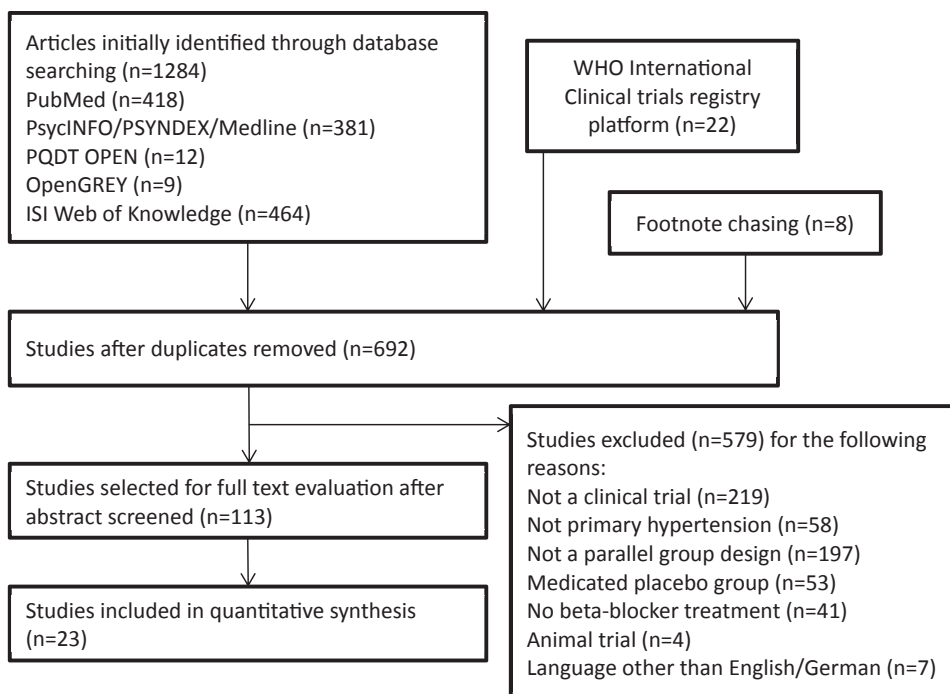 Articles initially identified through database
searching (n=1284)
PubMed (n=418)
PsycINFO/PSYNDEX/Medline (n=381)
PQDT OPEN (n=12)
OpenGREY (n=9)
ISI Web of Knowledge (n=464)
WHO International
Clinical trials registry
platform (n=22)
Footnote chasing (n=8)
Studies after duplicates removed (n=692)
Studies excluded (n=579) for the following
reasons:
Not a clinical trial (n=219)
Not primary hypertension (n=58)
Not a parallel group design (n=197)
Medicated placebo group (n=53)
No beta-blocker treatment (n=41)
Animal trial (n=4)
Language other than English/German (n=7)
Studies selected for full text evaluation after
abstract screened (n=113)
Studies included in quantitative synthesis
(n=23)